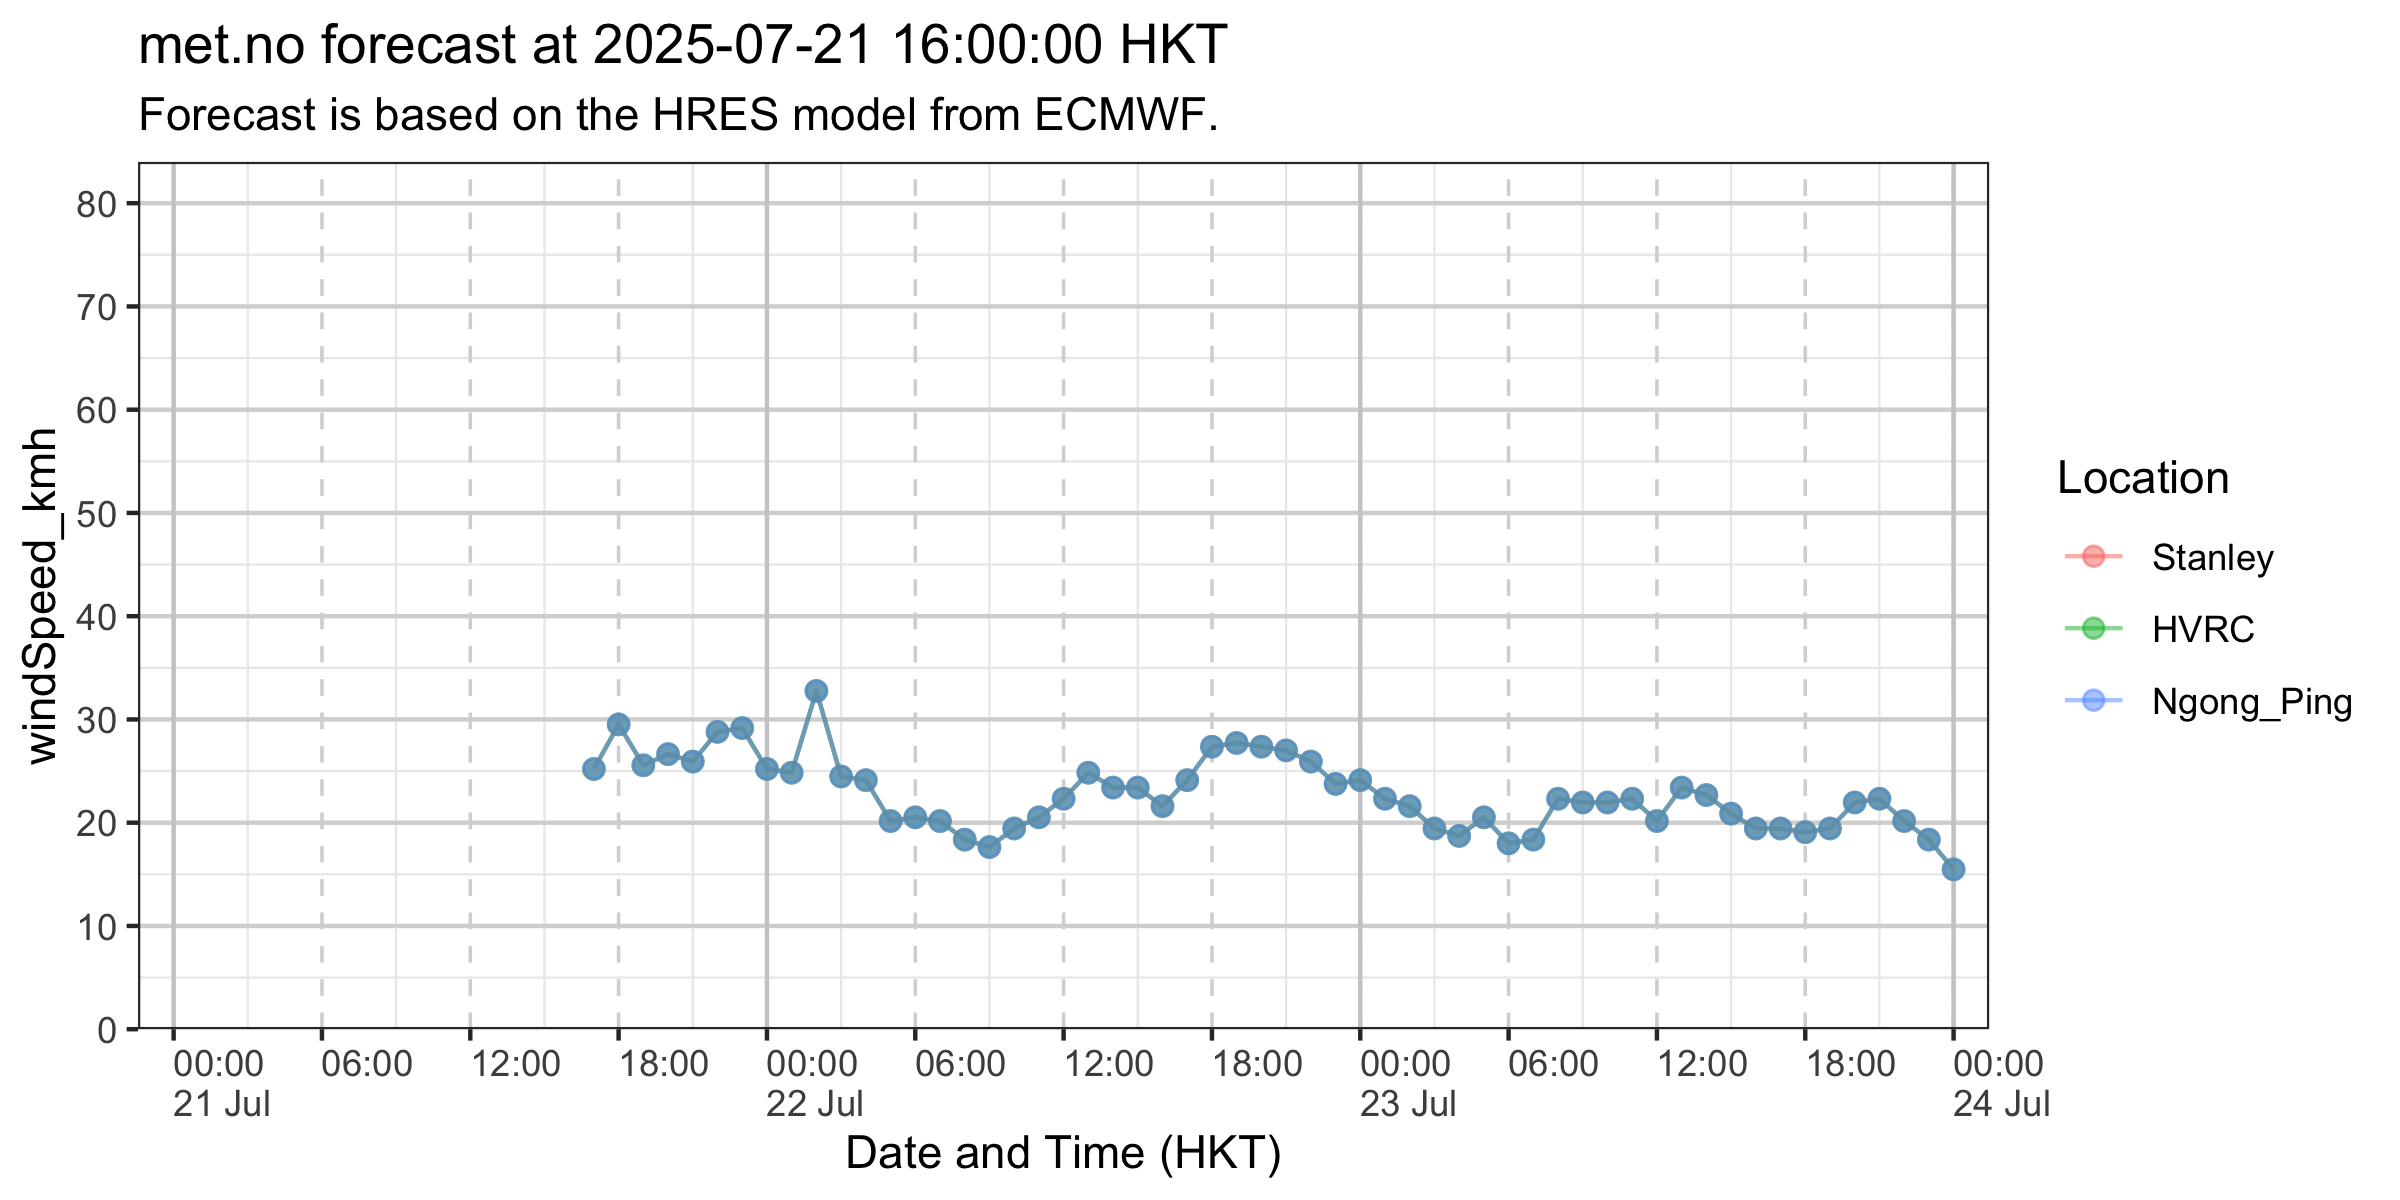 met.no forecast at 2025-07-21 16:00:00 HKT
Forecast is based on the HRES model from ECMWF.
windSpeed_kmh
80
70
60
50
40
30
20
10
0
00:00 06:00 12:00 18:00 00:00 06:00 12:00 18:00 00:00 06:00 12:00 18:00 00:00
21 Jul 22 Jul 23 Jul 24 Jul
Date and Time (HKT)
Location
Stanley
HVRC
Ngong_Ping